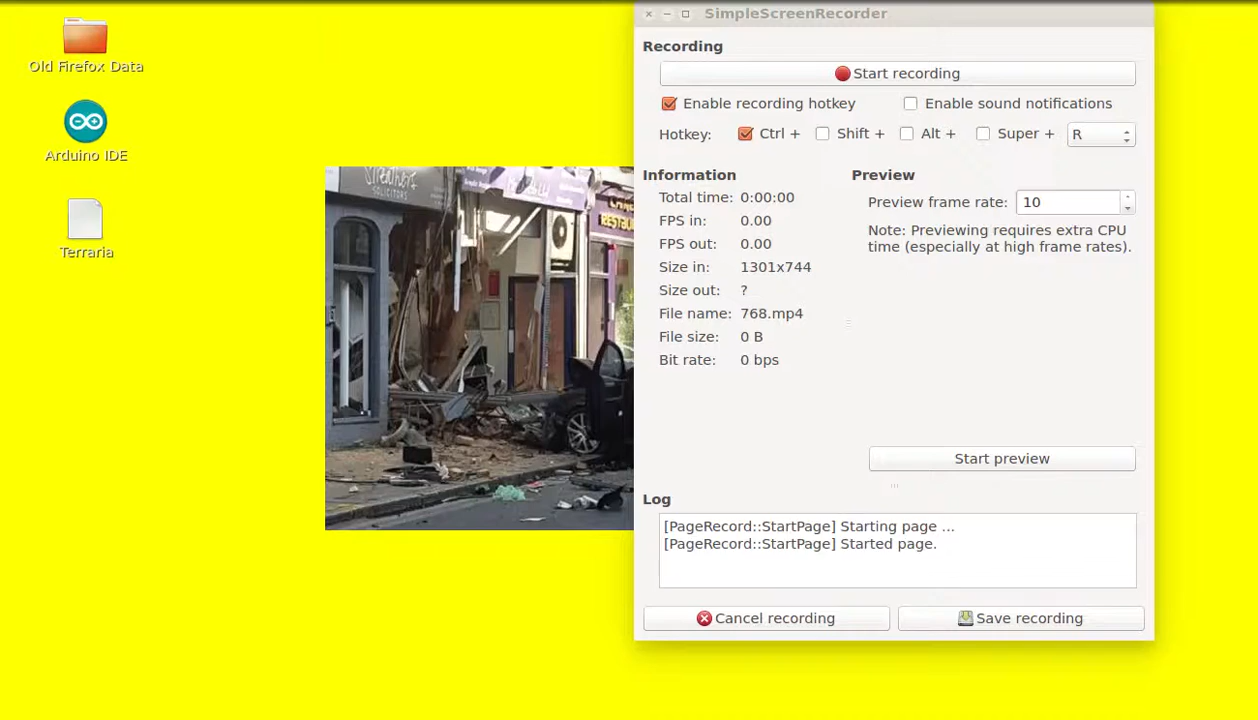 SimpleScreenRecorder
Old Firefox Data
Arduino IDE
Terraria
SOLICITORS
Recording
Start recording
Enable recording hotkey
Enable sound notifications
Hotkey: Ctrl + Shift + Alt + Super + R
Information
Total time: 0:00:00
FPS in: 0.00
FPS out: 0.00
Size in: 1301x744
Size out: ?
File name: 768.mp4
File size: 0 B
Bit rate: 0 bps
Preview
Preview frame rate: 10
Note: Previewing requires extra CPU
time (especially at high frame rates).
Start preview
Log
[PageRecord::StartPage] Starting page ...
[PageRecord::StartPage] Started page.
Cancel recording
Save recording